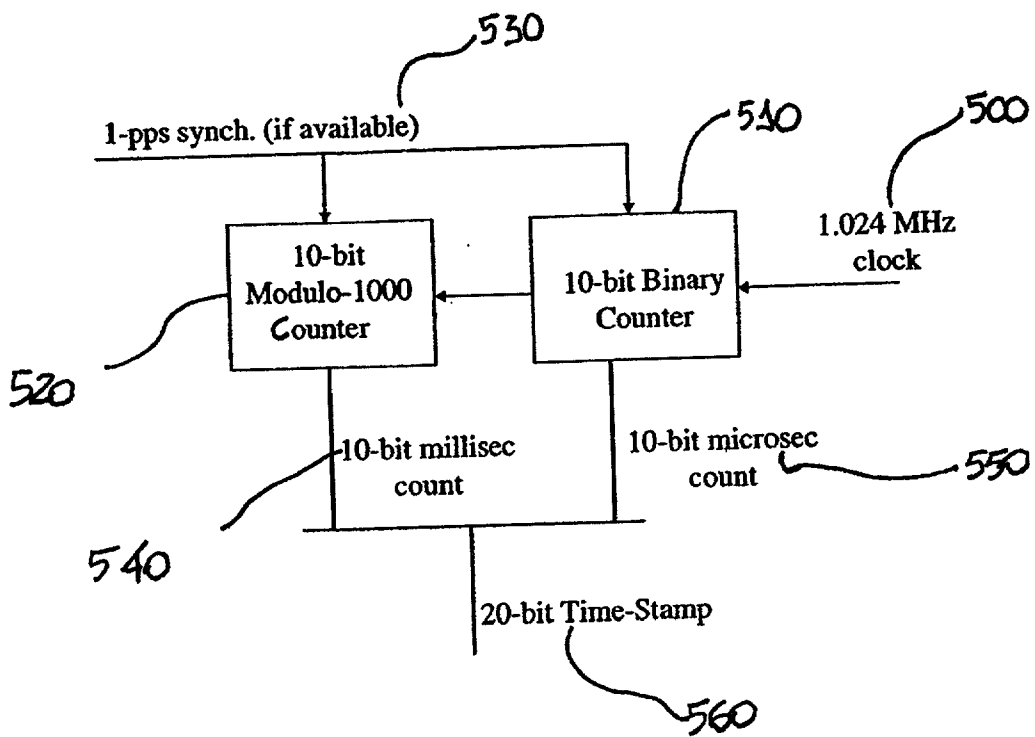 530
1-pps synch. (if available)
510
500
1.024 MHz
clock
10-bit
Modulo-1000
Counter
10-bit Binary
Counter
520
10-bit millisec
count
10-bit microsec
count
550
540
20-bit Time-Stamp
560